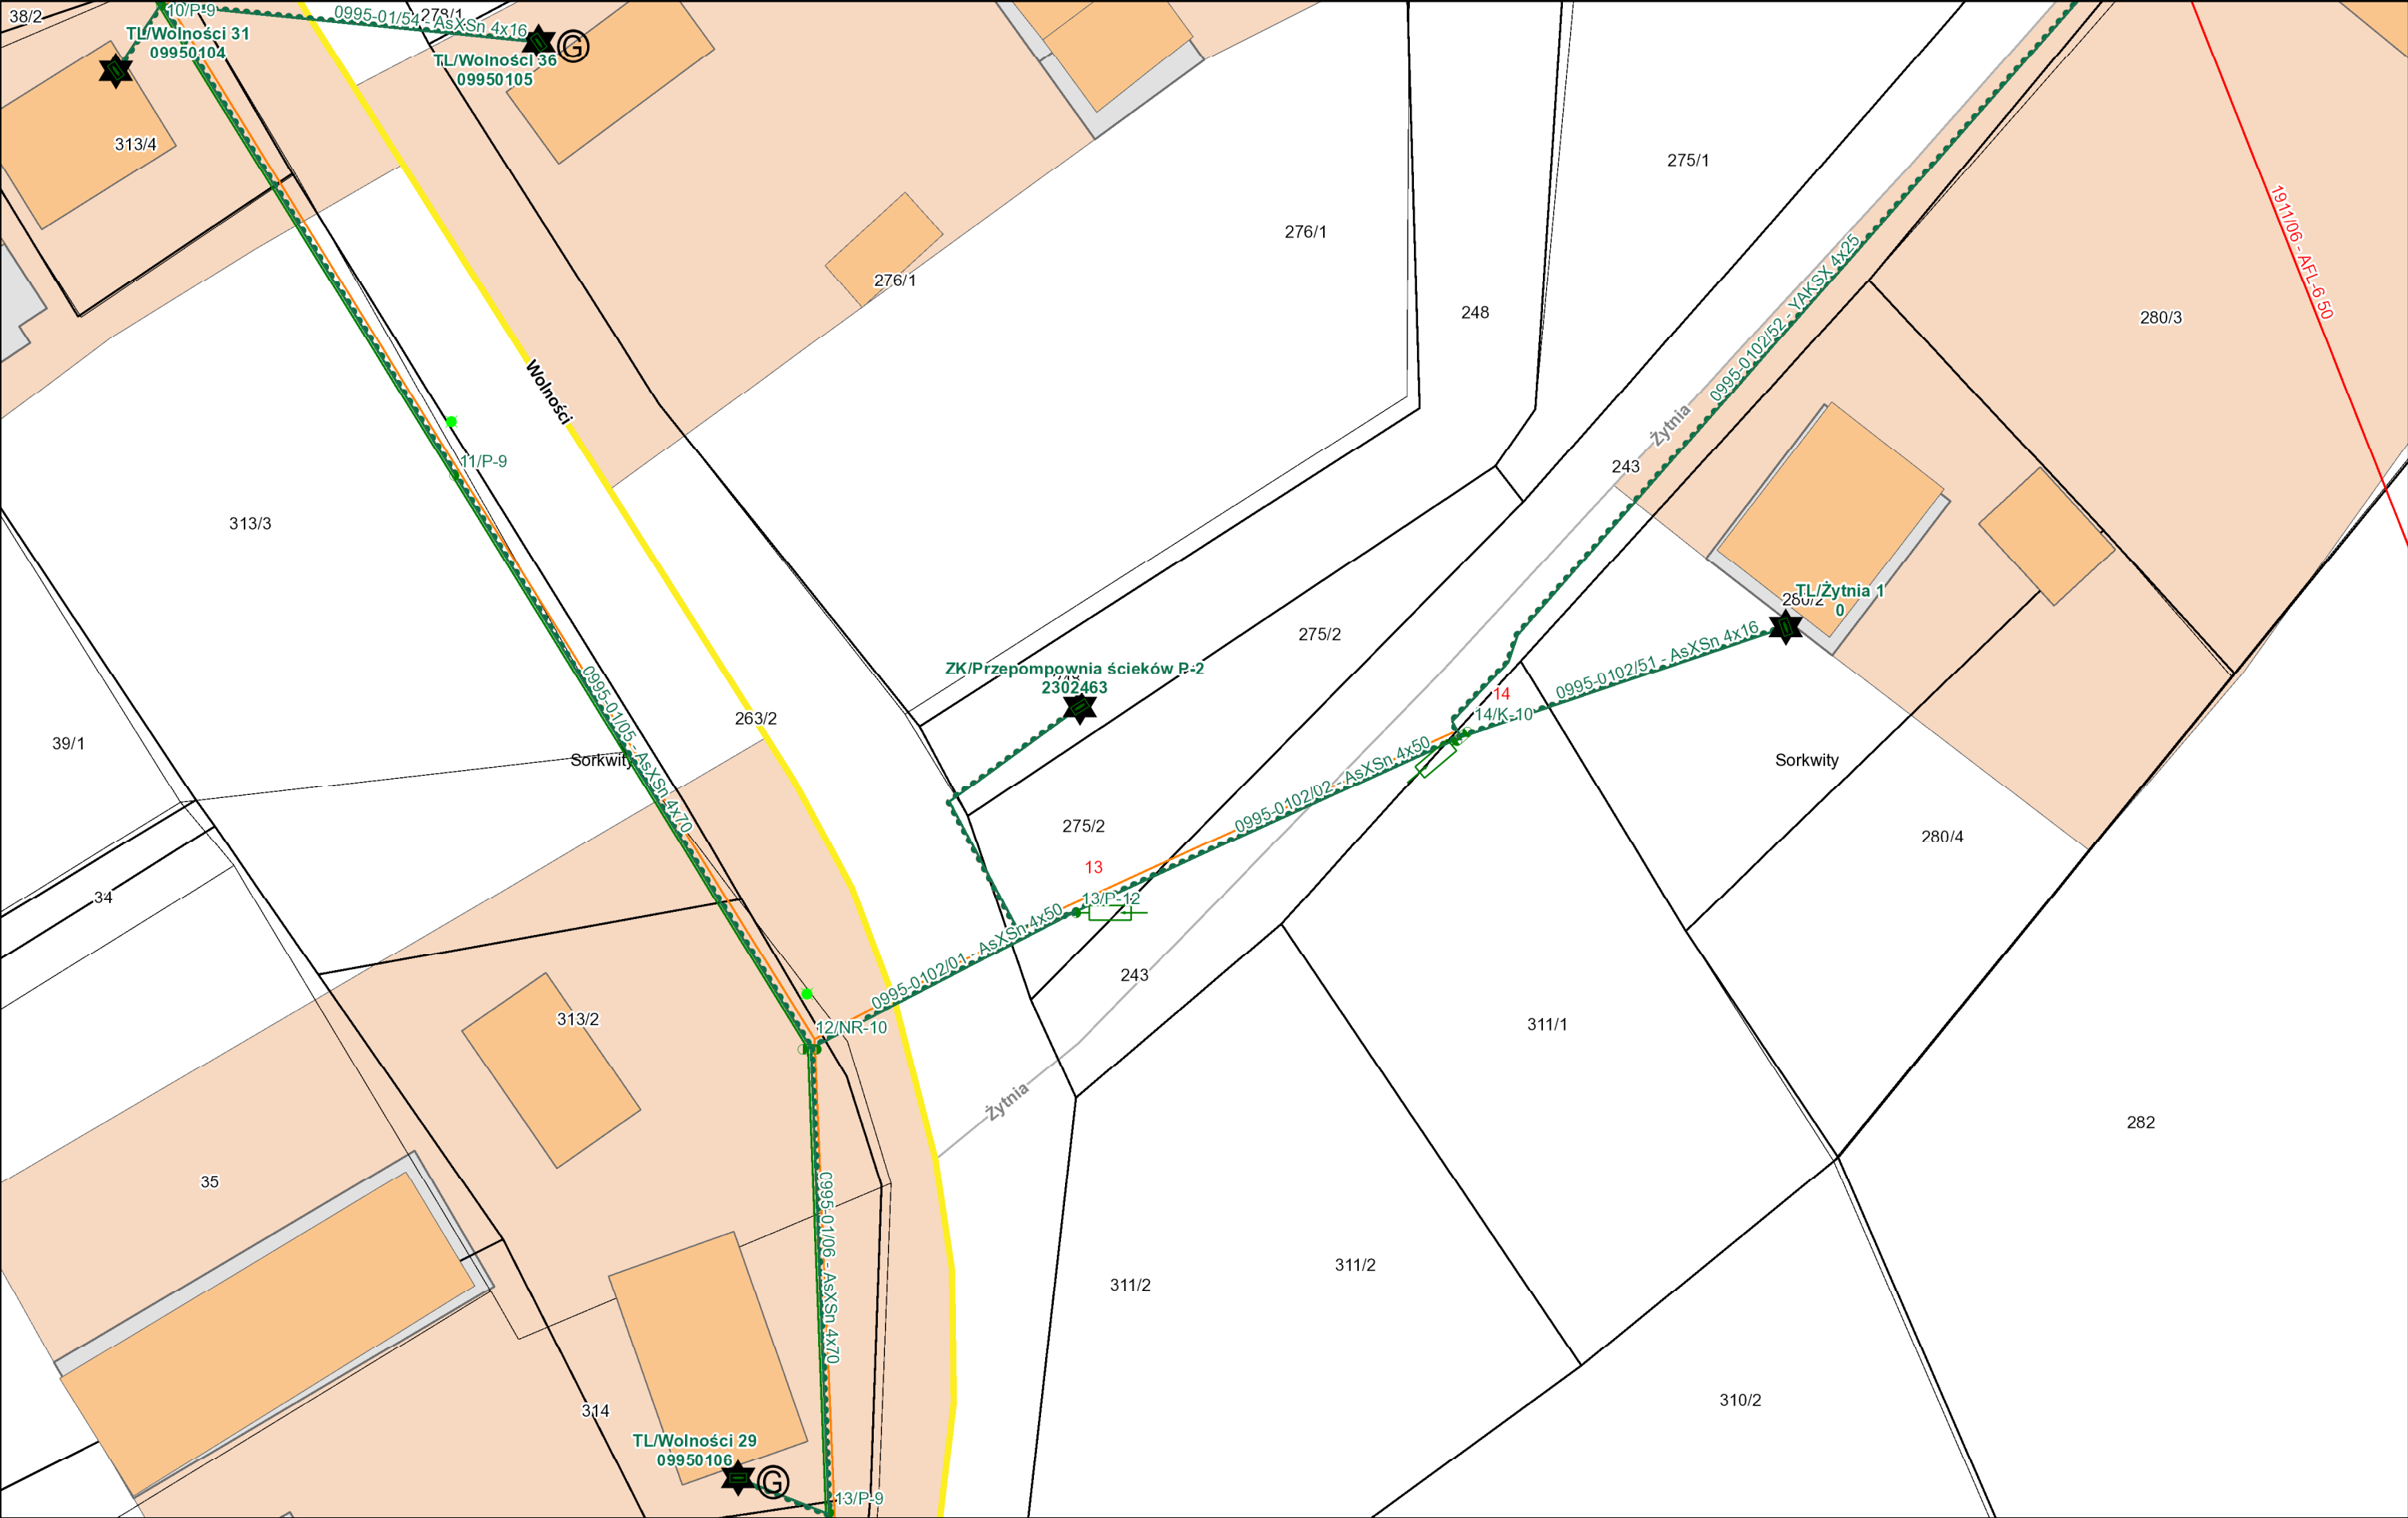 38/2
10/P-9
0995-01/54 - AsXSn 4x16
278/1
TL/Wolności 31
09950104
TL/Wolności 36
09950105
G
313/4
275/1
276/1
276/1
248
1911/06 - AFL-6 50
280/3
0995-0102/52 - YAKSX 4x25
Wolności
Żytnia
11/P-9
243
313/3
TL/Żytnia 1
280/2
0
275/2
0995-0102/51 - AsXSn 4x16
ZK/Przepompownia ścieków P-2
2302463
14
14/K-10
263/2
39/1
Sorkwity
0995-01/05 - AsXSn 4x70
Sorkwity
0995-0102/02 - AsXSn 4x50
275/2
280/4
13
13/P-12
34
0995-0102/01 - AsXSn 4x50
243
313/2
12/NR-10
311/1
Żytnia
282
35
0995-01/06 - AsXSn 4x70
311/2
311/2
310/2
314
TL/Wolności 29
09950106
G
13/P-9